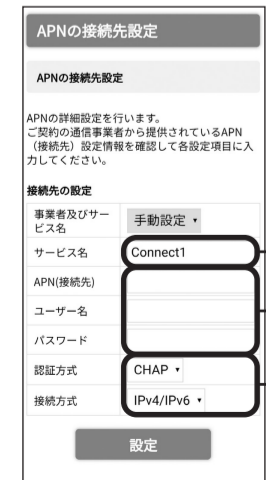 APNの接続先設定
APNの接続先設定
APNの詳細設定を行います。
ご契約の通信事業者から提供されているAPN
（接続先）設定情報を確認して各設定項目に入
力してください。
接続先の設定
事業者及びサー
ビス名
手動設定
サービス名
Connect1
APN(接続先)
ユーザー名
パスワード
認証方式
CHAP
接続方式
IPv4/IPv6
設定